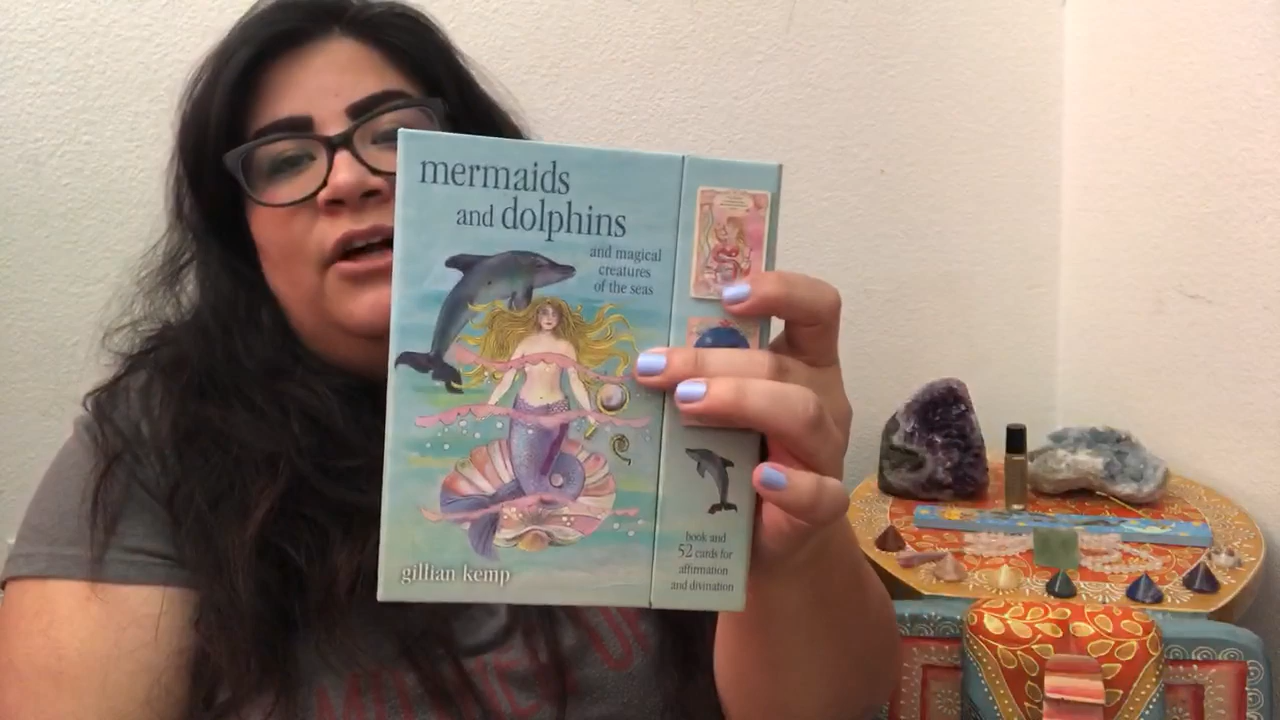 mermaids
and dolphins
and magical
creatures
of the seas
gillian kemp
book and
52 cards for
affirmation
and divination